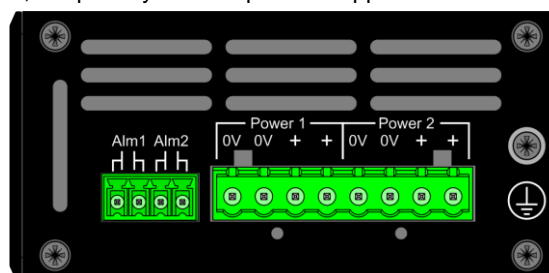 Power 1 Power 2
Alm1 Alm2 0V 0V + + 0V 0V + +